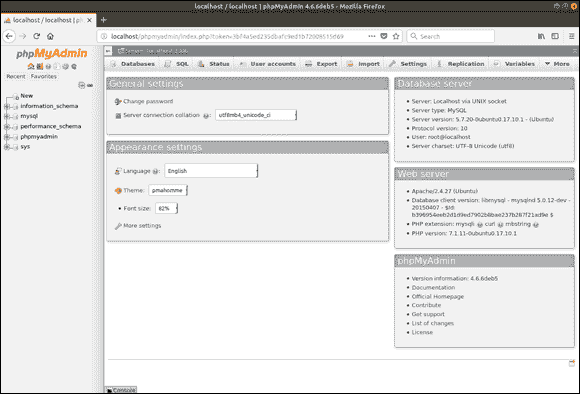 localhost / localhost | phpMyAdmin 4.6.6deb5 - Mozilla Firefox
localhost / localhost | ph
localhost/phpmyadmin/index.php?token=
Search
phpMyAdmin
Recent Favorites
New
information_schema
mysql
performance_schema
phpmyadmin
sys
Databases SQL Status User accounts Export Import Settings Replication Variables More
General settings
Change password
Server connection collation utf8mb4_unicode_ci
Appearance settings
Language English
Theme: pmahomme
Font size: 82%
More settings
Database server
Server: Localhost via UNIX socket
Server type: MySQL
Server version: 5.7.20-0ubuntu0.17.10.1 - (Ubuntu)
Protocol version: 10
User: root@localhost
Server charset: UTF-8 Unicode (utf8)
Web server
Apache/2.4.27 (Ubuntu)
Database client version: libmysql - mysqlnd 5.0.12-dev
- 20150407 - $Id:
PHP extension: mysqli curl mbstring
PHP version: 7.1.11-0ubuntu0.17.10.1
phpMyAdmin
Version information: 4.6.6deb5
Documentation
Official Homepage
Contribute
Get support
List of changes
License
Console